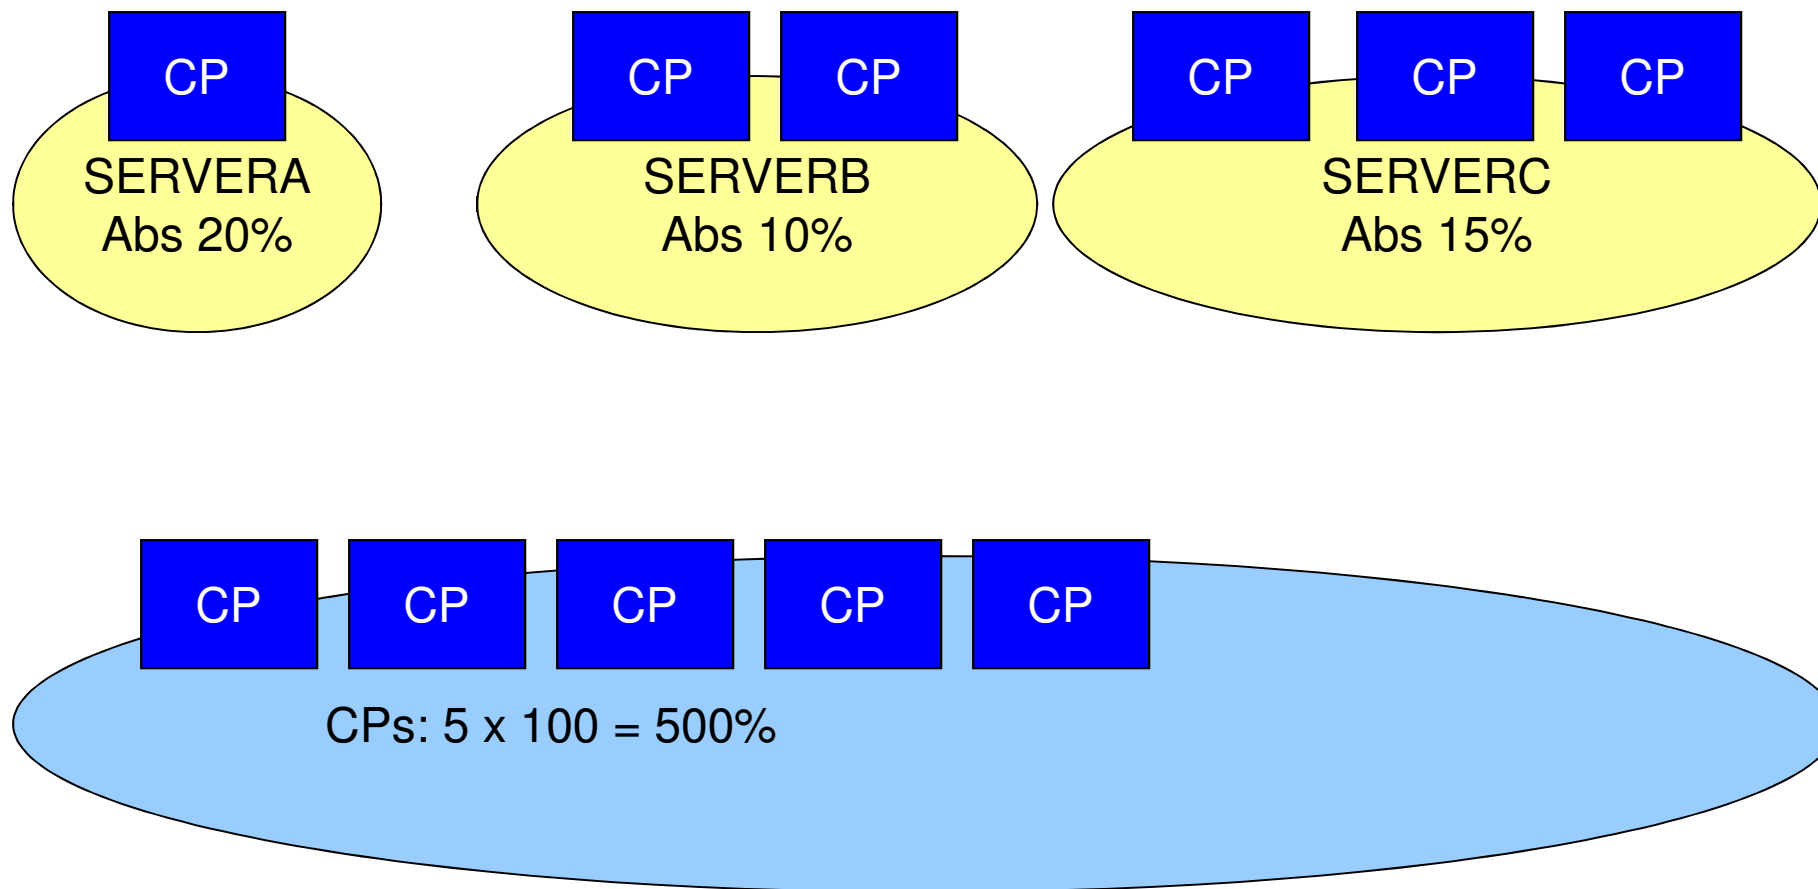 CP
CP
CP
CP
CP
CP
SERVERA
Abs 20%
SERVERB
Abs 10%
SERVERC
Abs 15%
CP
CP
CP
CP
CP
CPs: 5 x 100 = 500%